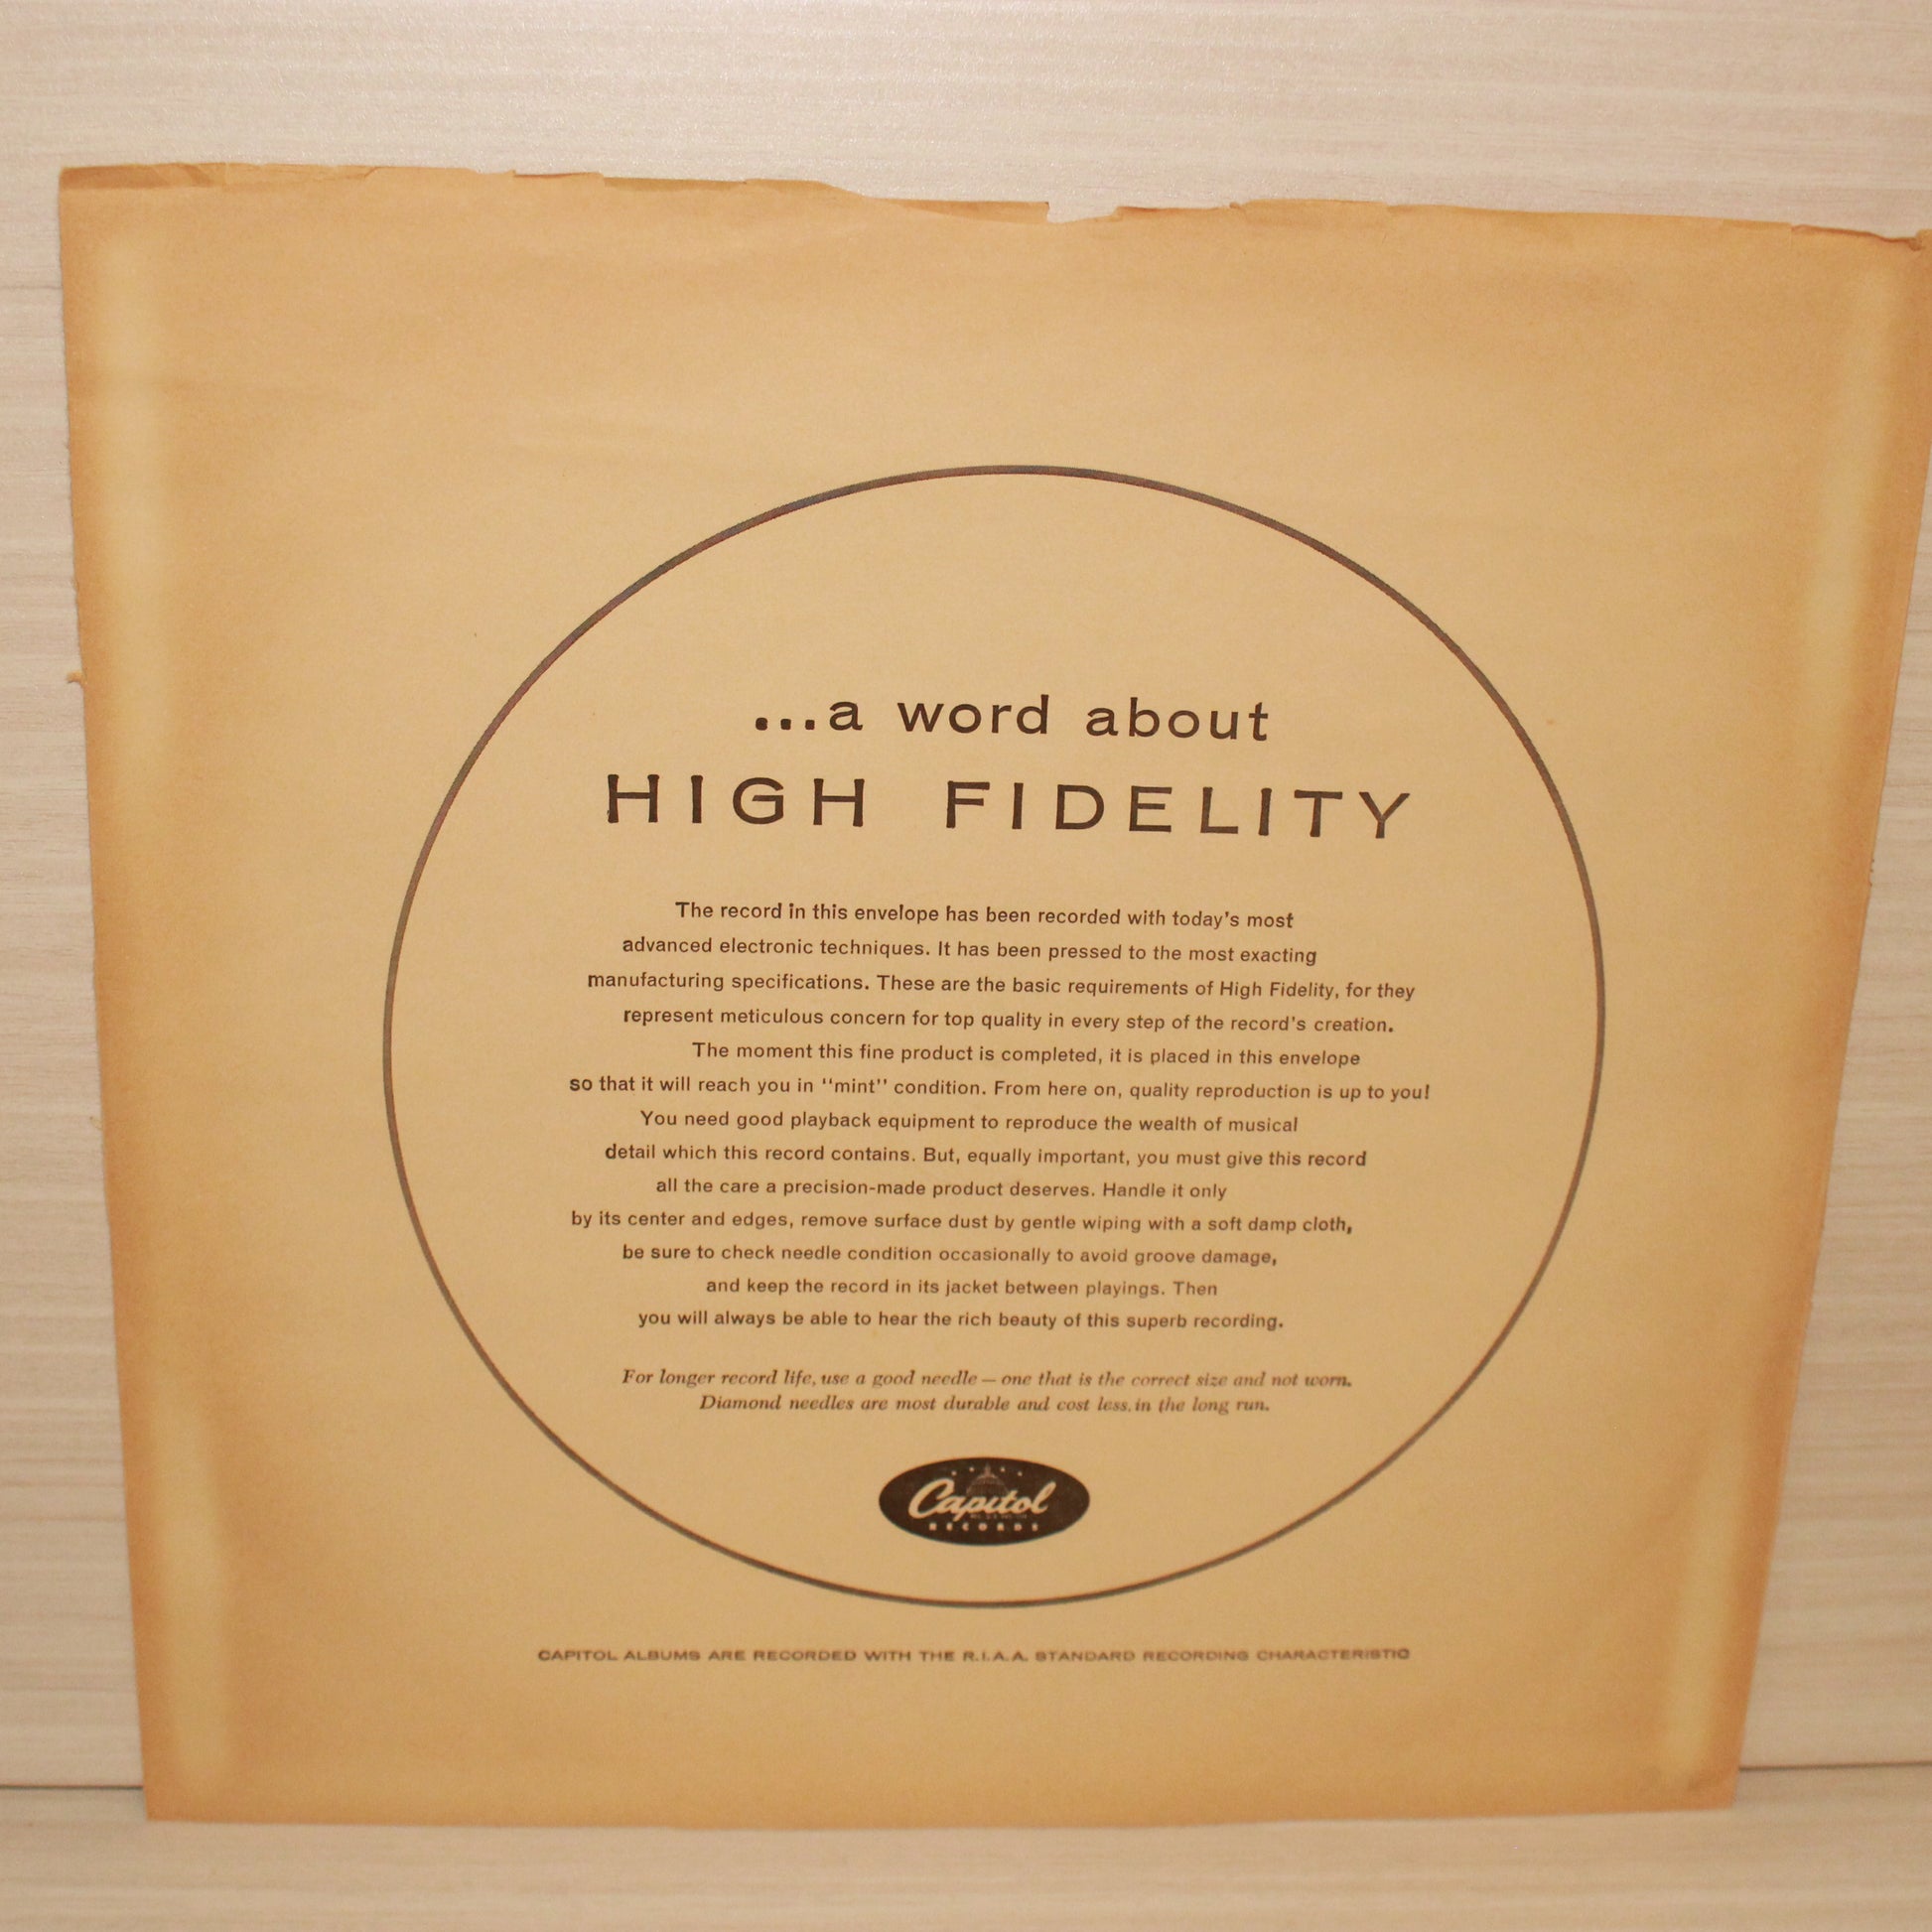 ...a word about
HIGH FIDELITY
The record in this envelope has been recorded with today's most
advanced electronic techniques. It has been pressed to the most exacting
manufacturing specifications. These are the basic requirements of High Fidelity, for they
represent meticulous concern for top quality in every step of the record's creation.
The moment this fine product is completed, it is placed in this envelope
so that it will reach you in "mint" condition. From here on, quality reproduction is up to you!
You need good playback equipment to reproduce the wealth of musical
detail which this record contains. But, equally important, you must give this record
all the care a precision-made product deserves. Handle it only
by its center and edges, remove surface dust by gentle wiping with a soft damp cloth,
be sure to check needle condition occasionally to avoid groove damage,
and keep the record in its jacket between playings. Then
you will always be able to hear the rich beauty of this superb recording.
For longer record life, use a good needle — one that is the correct size and not worn.
Diamond needles are most durable and cost less, in the long run.
Capitol
RECORDS
CAPITOL ALBUMS ARE RECORDED WITH THE R.I.A.A. STANDARD RECORDING CHARACTERISTIC